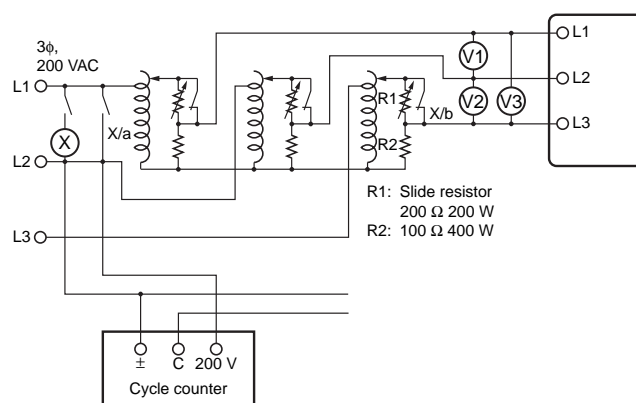 3ϕ,
200 VAC
L1
L2
L3
X
X/a
R1
R2
X/b
V1
V2
V3
L1
L2
L3
R1: Slide resistor
200 Ω 200 W
R2: 100 Ω 400 W
± C 200 V
Cycle counter